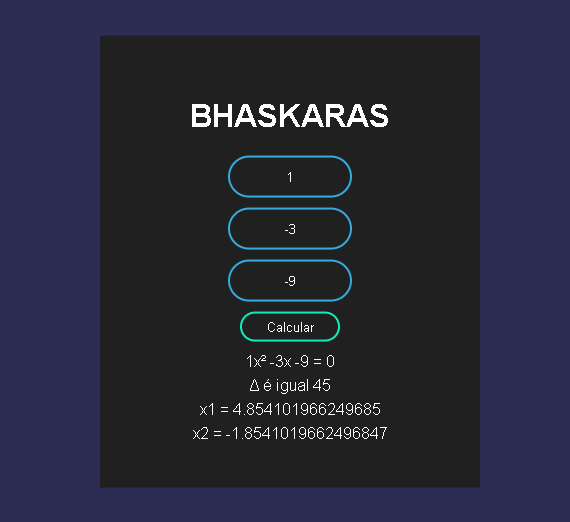 BHASKARAS
1
-3
-9
Calcular
1x² -3x -9 = 0
Δ é igual 45
x1 = 4.854101966249685
x2 = -1.8541019662496847